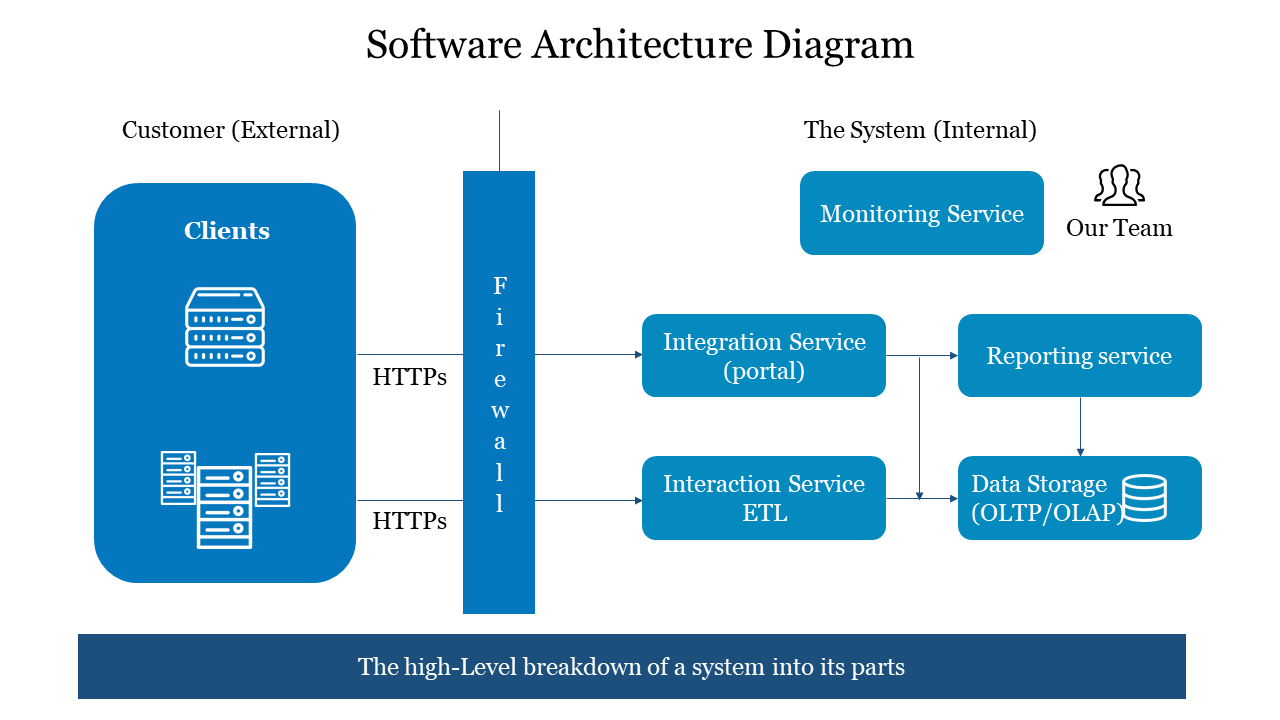 Software Architecture Diagram
Customer (External)
The System (Internal)
Clients
Monitoring Service
Our Team
HTTPs
HTTPs
Firewall
Integration Service
(portal)
Reporting service
Interaction Service
ETL
Data Storage
(OLTP/OLAP)
The high-Level breakdown of a system into its parts